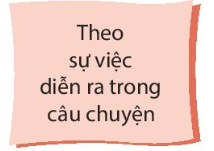 Theo
sự việc
diễn ra trong
câu chuyện